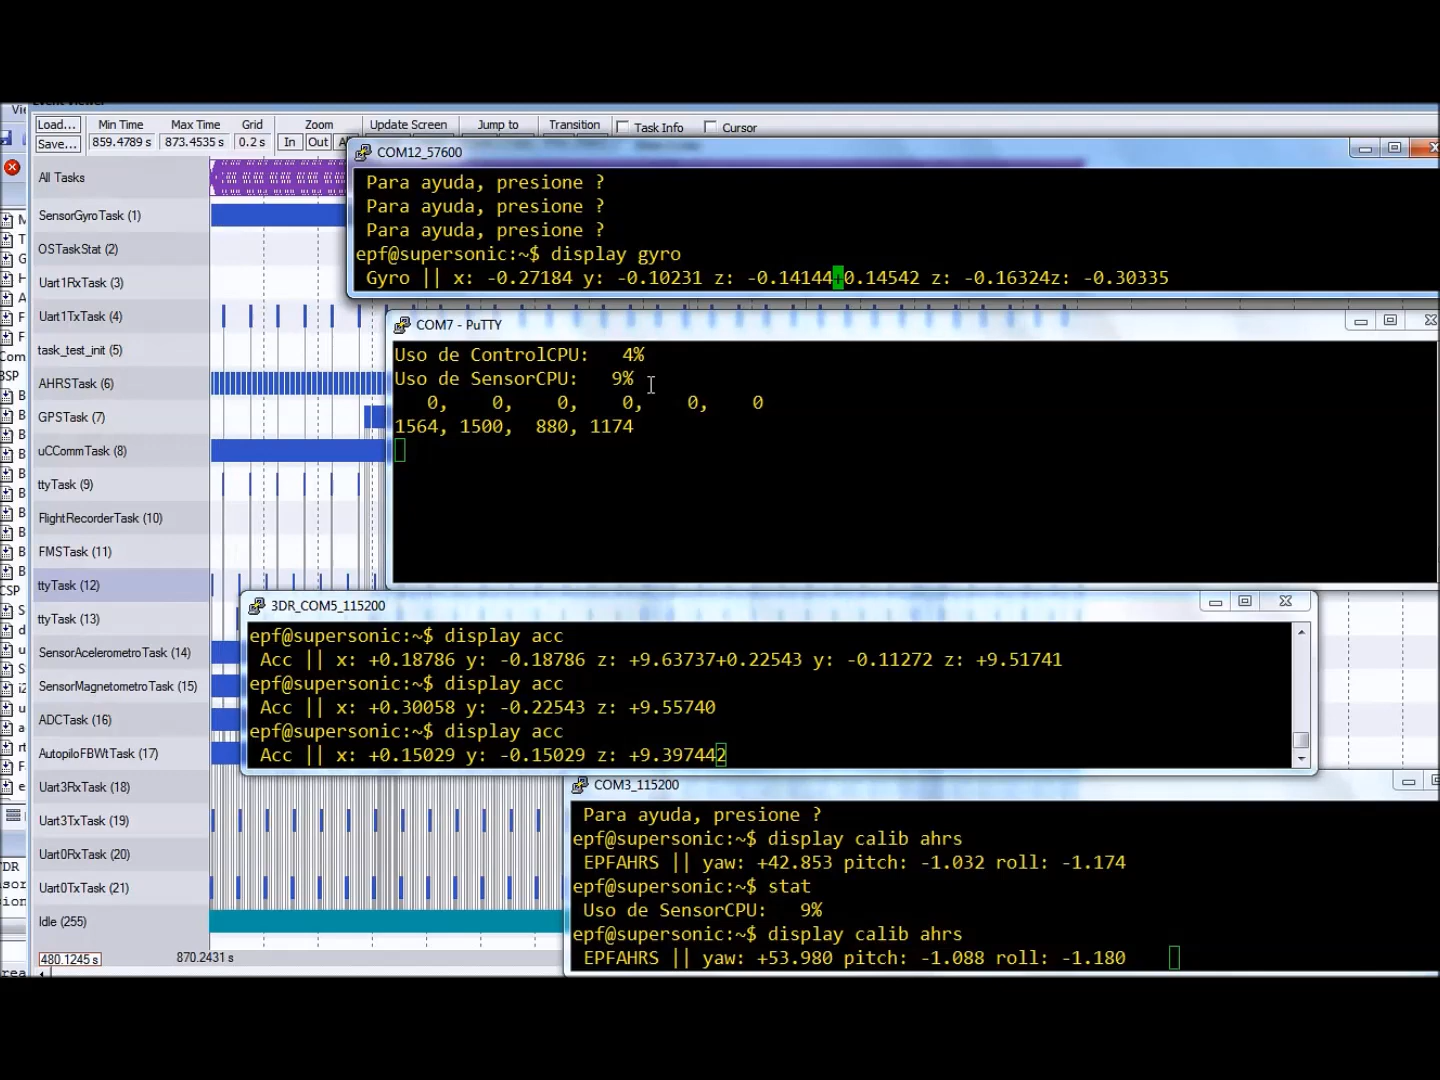 Event Viewer
Load... Min Time Max Time Grid Zoom Update Screen Jump to Transition Task Info Cursor
Save... 859.4789 s 873.4535 s 0.2 s In Out
COM12_57600
Para ayuda, presione ?
Para ayuda, presione ?
Para ayuda, presione ?
epf@supersonic:~$ display gyro
Gyro || x: -0.27184 y: -0.10231 z: -0.14144+0.14542 z: -0.16324z: -0.30335
COM7 - PuTTY
Uso de ControlCPU: 4%
Uso de SensorCPU: 9%
0, 0, 0, 0, 0, 0
1564, 1500, 880, 1174
All Tasks
SensorGyroTask (1)
OSTaskStat (2)
Uart1RxTask (3)
Uart1TxTask (4)
task_test_init (5)
AHRSTask (6)
GPSTask (7)
uCCommTask (8)
ttyTask (9)
FlightRecorderTask (10)
FMSTask (11)
ttyTask (12)
ttyTask (13)
SensorAcelerometroTask (14)
SensorMagnetometroTask (15)
ADCTask (16)
AutopiloFBWtTask (17)
Uart3RxTask (18)
Uart3TxTask (19)
Uart0RxTask (20)
Uart0TxTask (21)
Idle (255)
480.1245 s 870.2431 s
3DR_COM5_115200
epf@supersonic:~$ display acc
Acc || x: +0.18786 y: -0.18786 z: +9.63737+0.22543 y: -0.11272 z: +9.51741
epf@supersonic:~$ display acc
Acc || x: +0.30058 y: -0.22543 z: +9.55740
epf@supersonic:~$ display acc
Acc || x: +0.15029 y: -0.15029 z: +9.397442
COM3_115200
Para ayuda, presione ?
epf@supersonic:~$ display calib ahrs
EPFAHRS || yaw: +42.853 pitch: -1.032 roll: -1.174
epf@supersonic:~$ stat
Uso de SensorCPU: 9%
epf@supersonic:~$ display calib ahrs
EPFAHRS || yaw: +53.980 pitch: -1.088 roll: -1.180